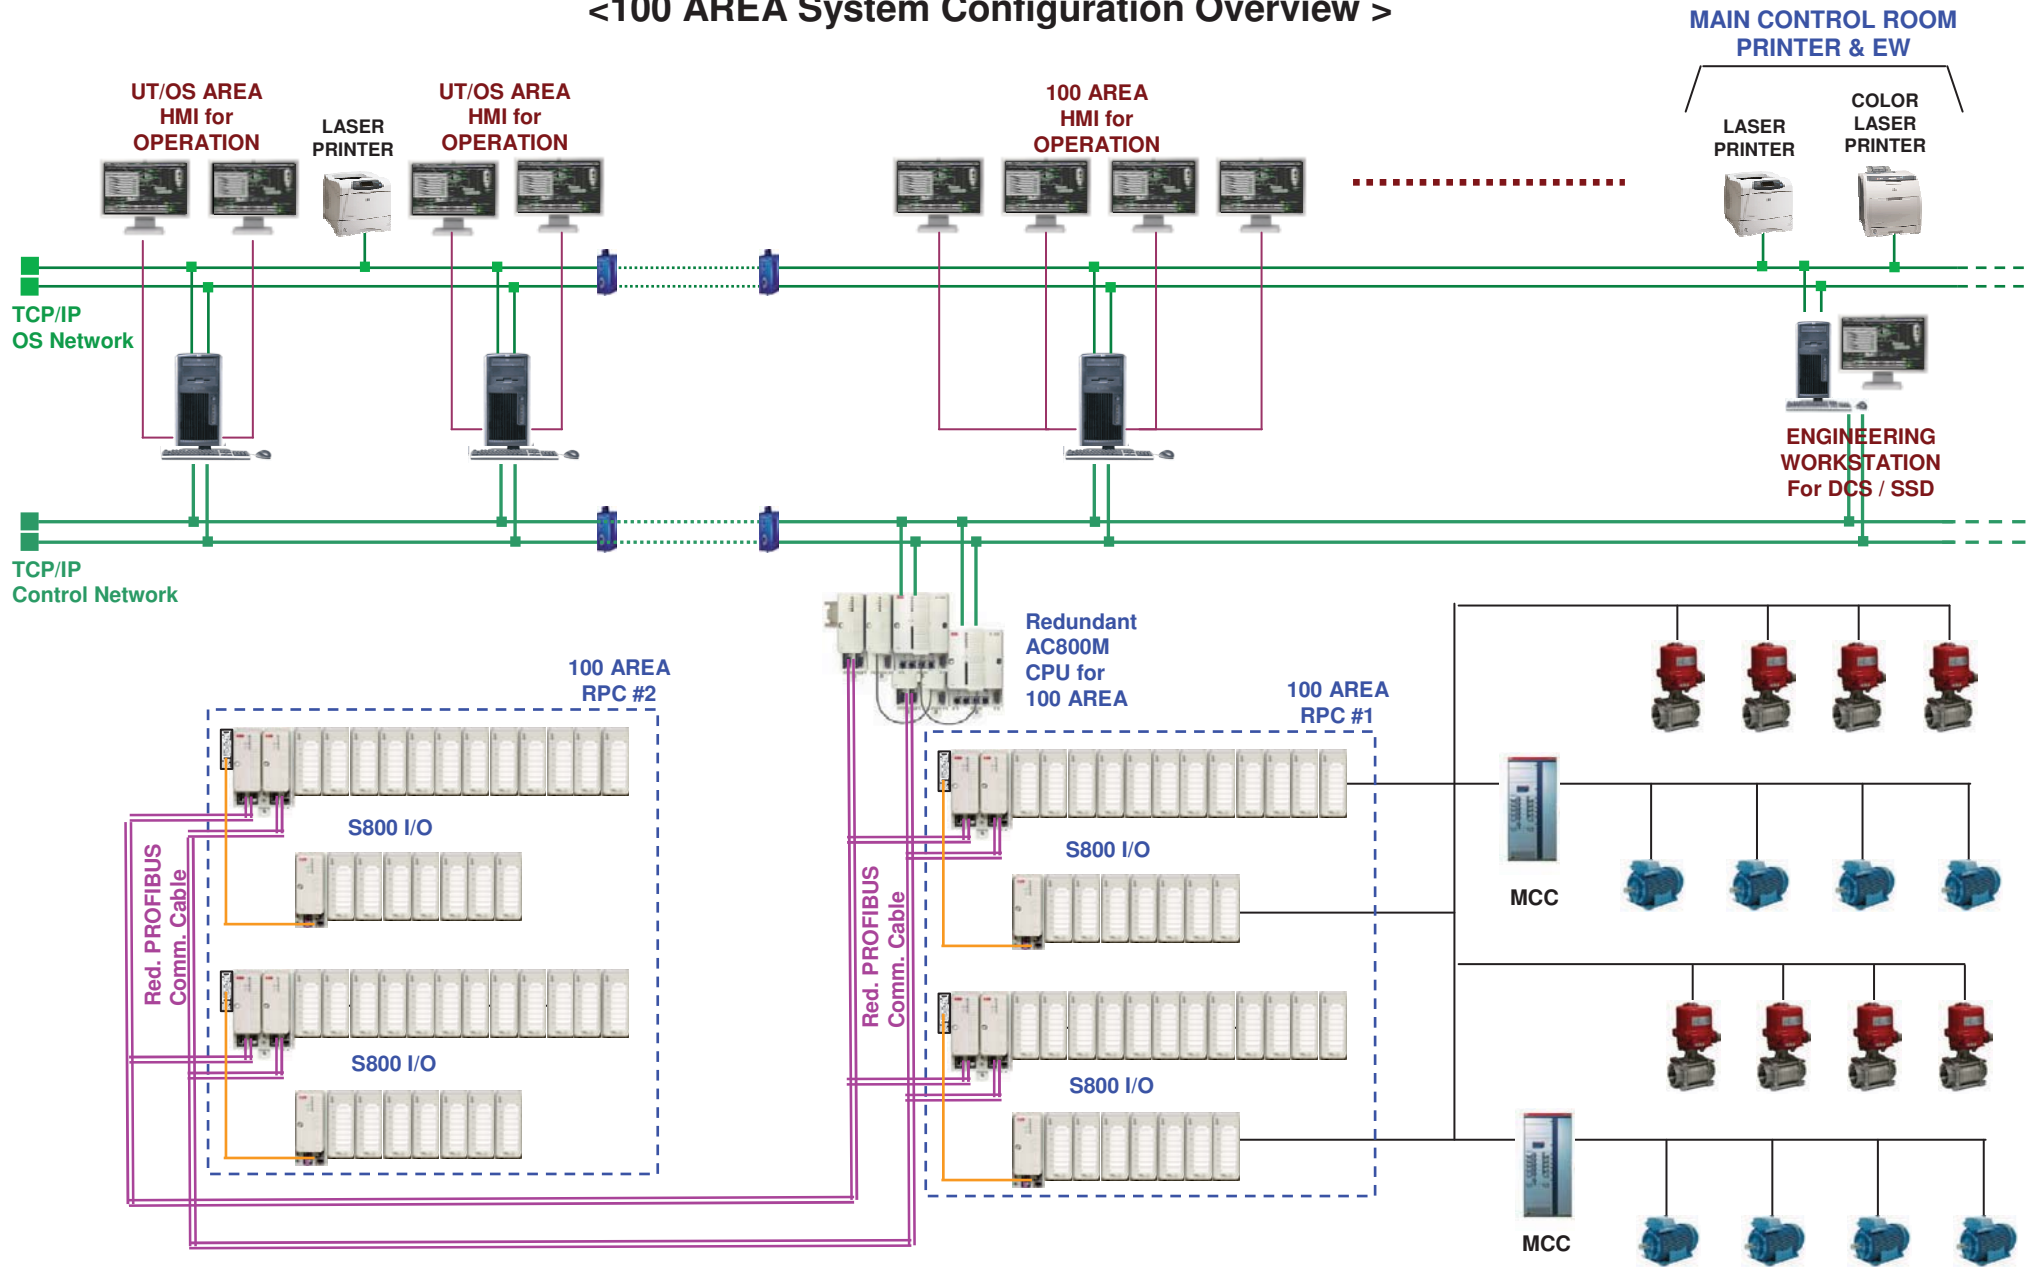 <100 AREA System Configuration Overview >
MAIN CONTROL ROOM
PRINTER & EW
UT/OS AREA
HMI for
OPERATION
LASER
PRINTER
UT/OS AREA
HMI for
OPERATION
100 AREA
HMI for
OPERATION
LASER
PRINTER
COLOR
LASER
PRINTER
TCP/IP
OS Network
ENGINEERING
WORKSTATION
For DCS / SSD
TCP/IP
Control Network
Redundant
AC800M
CPU for
100 AREA
100 AREA
RPC #2
100 AREA
RPC #1
S800 I/O
S800 I/O
Red. PROFIBUS
Comm. Cable
Red. PROFIBUS
Comm. Cable
MCC
S800 I/O
S800 I/O
MCC